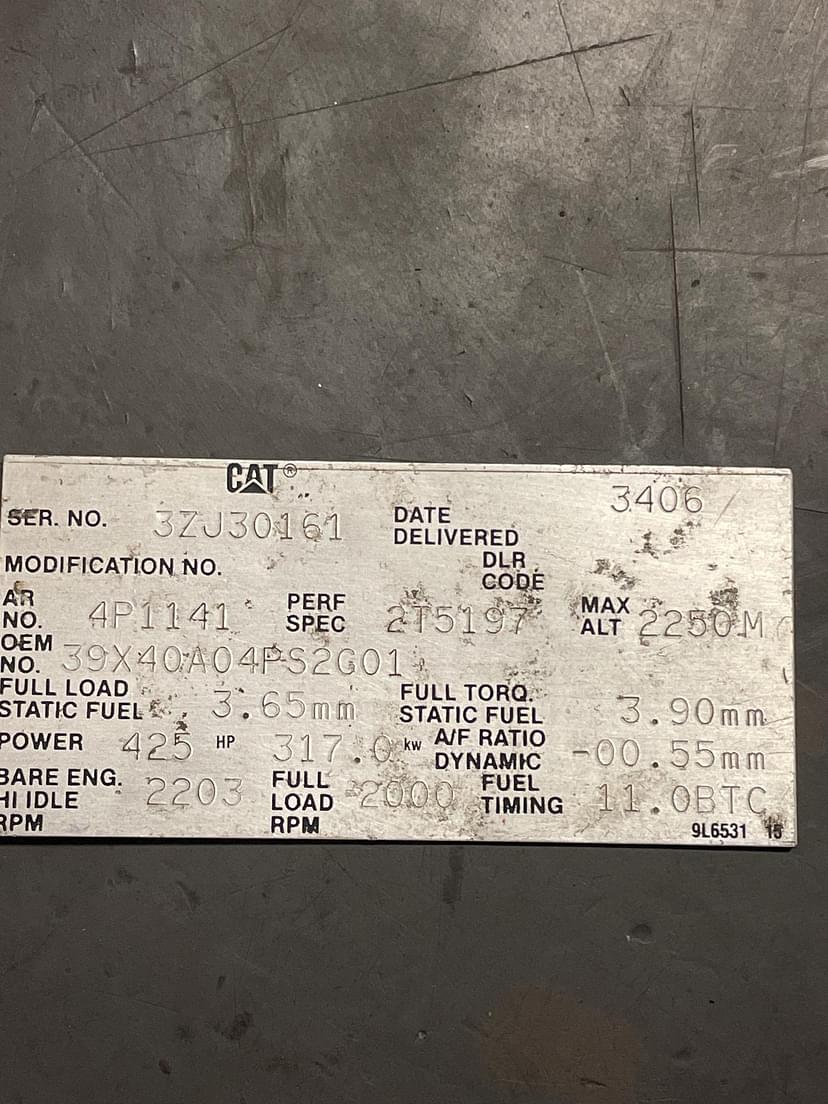 CAT®
3406
SER. NO. 3ZJ30161 DATE DELIVERED
MODIFICATION NO. DLR CODE
AR NO. 4P1141 PERF SPEC 2T5197 MAX ALT 2250M
OEM NO. 39X40A04PS2G01
FULL LOAD STATIC FUEL 3.65mm FULL TORQ. STATIC FUEL 3.90mm
POWER 425 HP 317.0 kw A/F RATIO DYNAMIC -00.55mm
BARE ENG. HI IDLE RPM 2203 FULL LOAD RPM 2000 FUEL TIMING 11.0BTC
9L6531 15